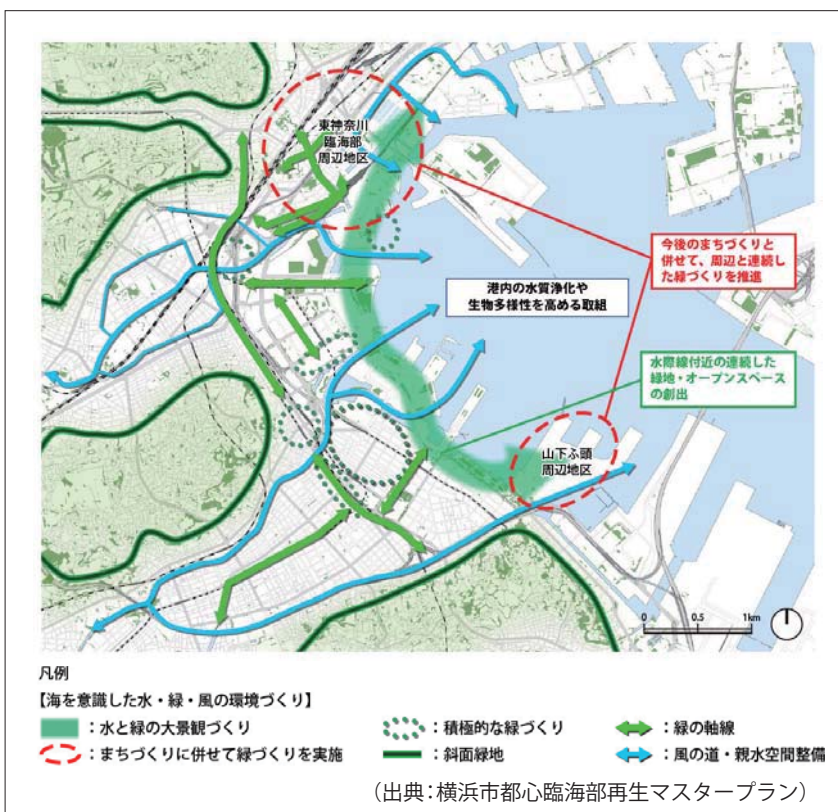 東神奈川
臨海部
周辺地区
今後のまちづくりと
併せて、周辺と連続し
た緑づくりを推進
港内の水質浄化や
生物多様性を高める取組
水際線付近の連続した
緑地・オープンスペース
の創出
山下ふ頭
周辺地区
0 0.5 1km
凡例
【海を意識した水・緑・風の環境づくり】
：水と緑の大景観づくり ：積極的な緑づくり ：緑の軸線
：まちづくりに併せて緑づくりを実施 ：斜面緑地 ：風の道・親水空間整備
（出典：横浜市都心臨海部再生マスタープラン）